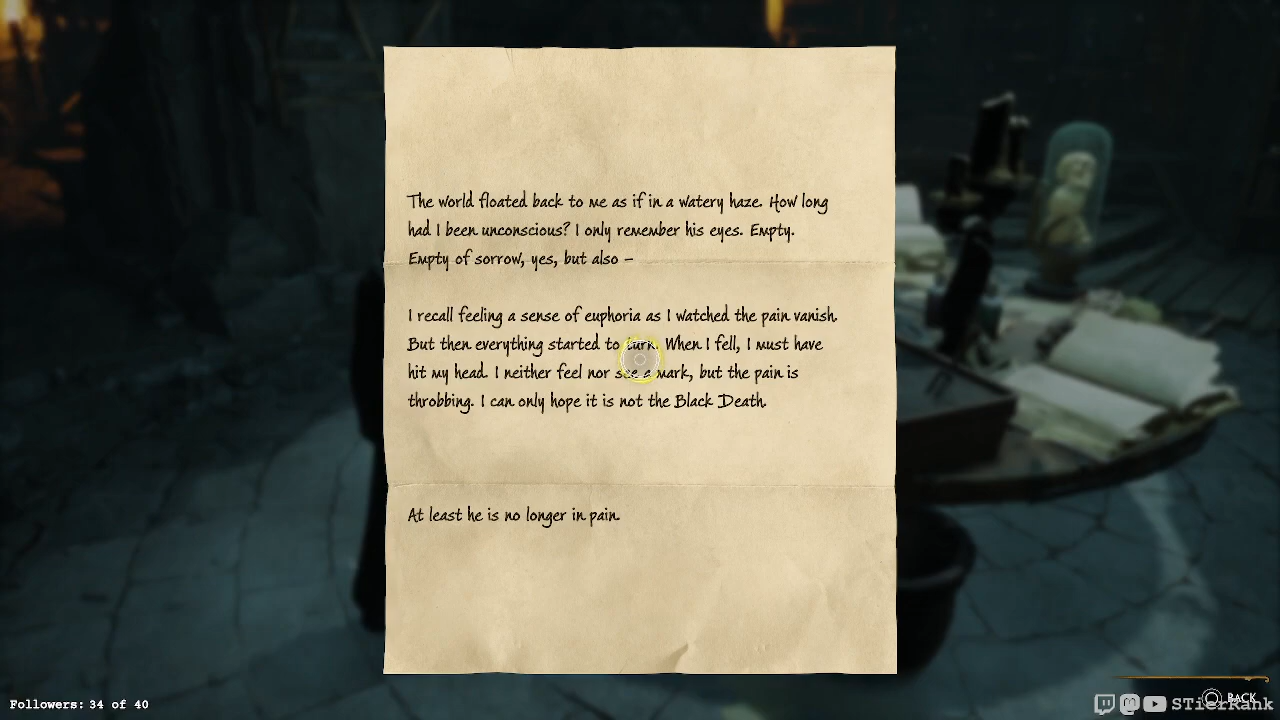 The world floated back to me as if in a watery haze. How long
had I been unconscious? I only remember his eyes. Empty.
Empty of sorrow, yes, but also –
I recall feeling a sense of euphoria as I watched the pain vanish.
But then everything started to turn. When I fell, I must have
hit my head. I neither feel nor see a mark, but the pain is
throbbing. I can only hope it is not the Black Death.
At least he is no longer in pain.
Followers: 34 of 40
BACK
STierRank